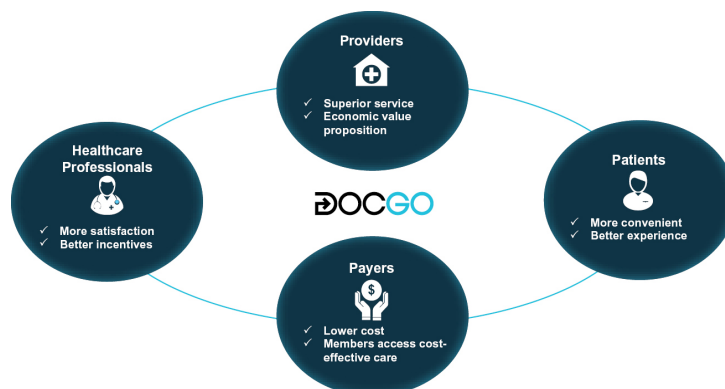 Providers
✓ Superior service
✓ Economic value
proposition
Healthcare
Professionals
✓ More satisfaction
✓ Better incentives
DOCGO
Patients
✓ More convenient
✓ Better experience
Payers
$
✓ Lower cost
✓ Members access cost-
effective care